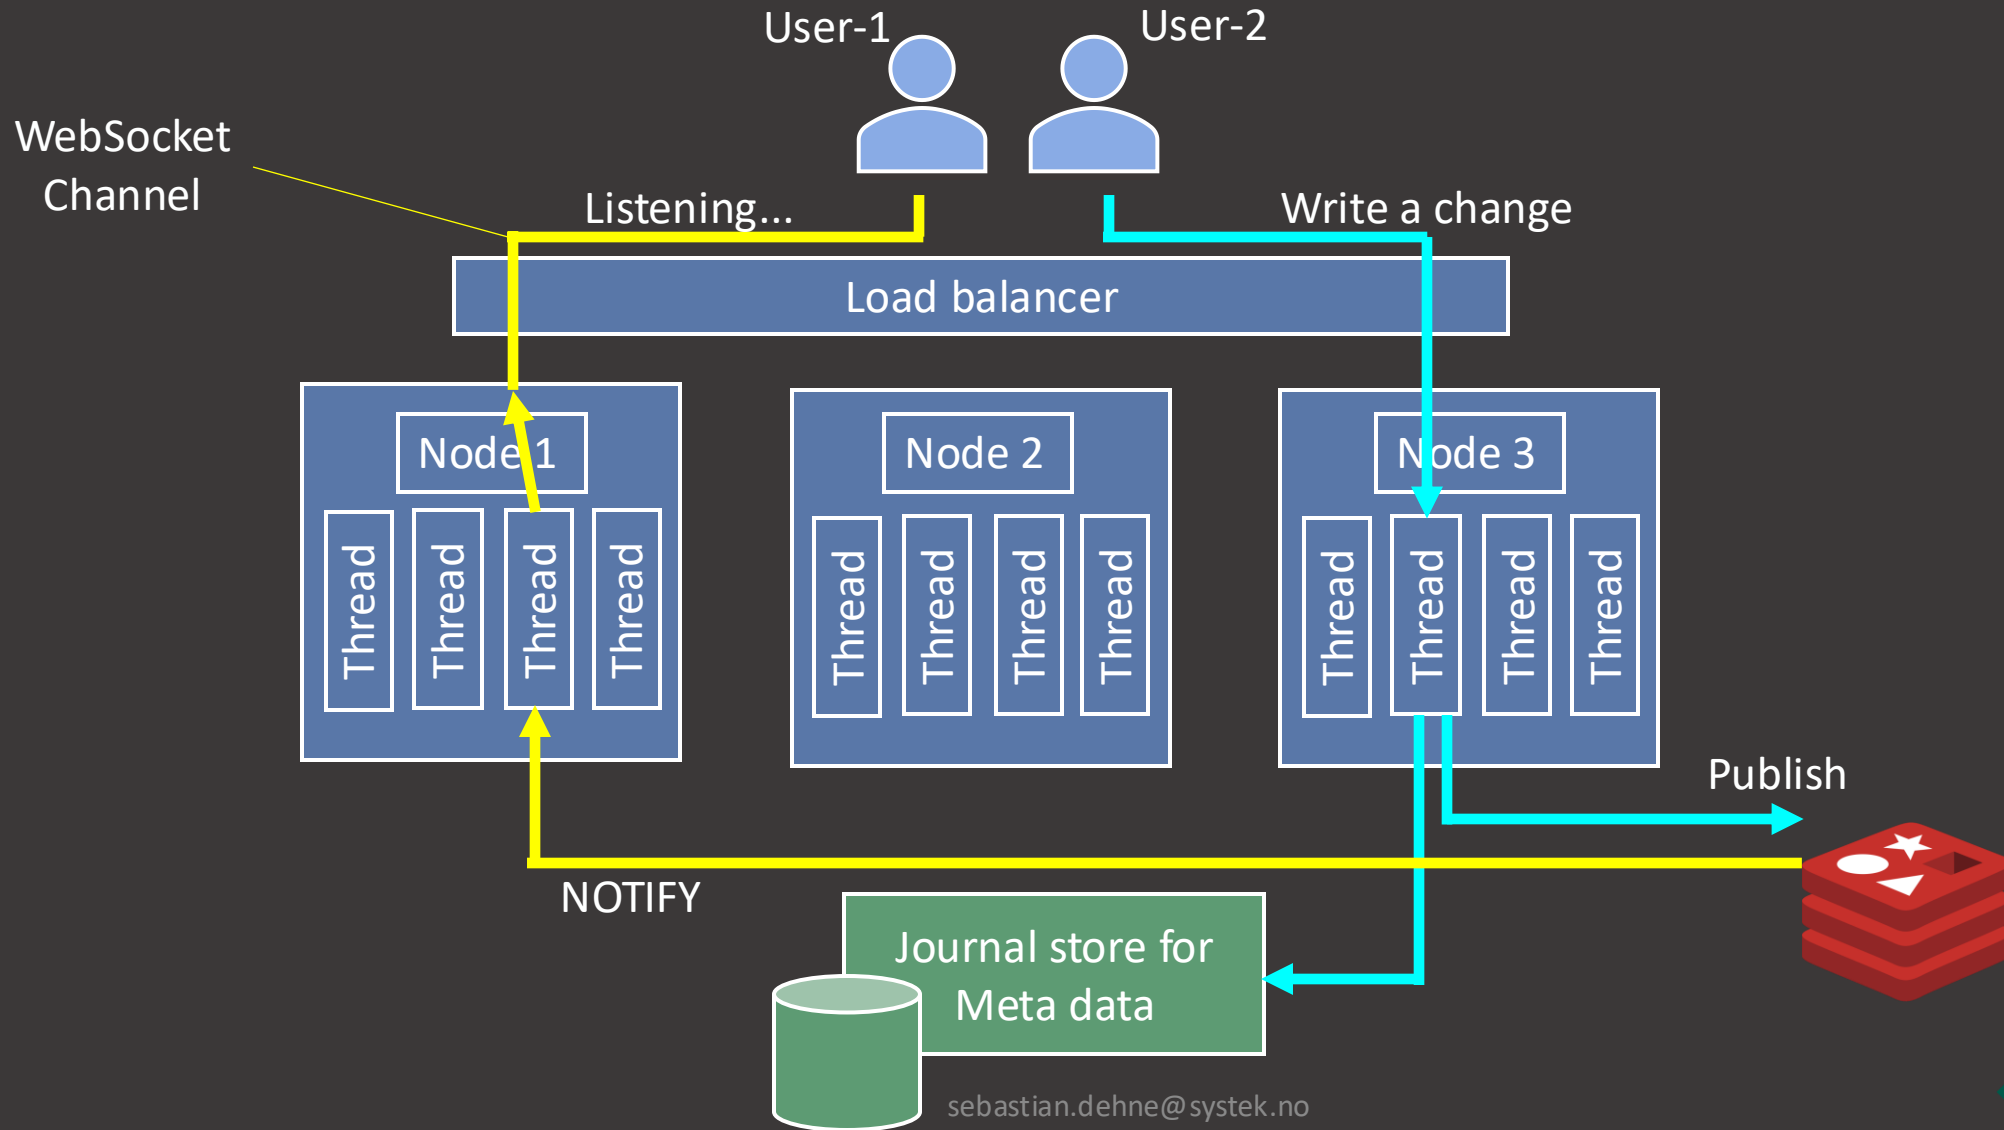 User-1
User-2
WebSocket
Channel
Listening...
Write a change
Load balancer
Node 1
Node 2
Node 3
Thread
Thread
Thread
Thread
Thread
Thread
Thread
Thread
Thread
Thread
Thread
Thread
Publish
NOTIFY
Journal store for
Meta data
sebastian.dehne@systek.no